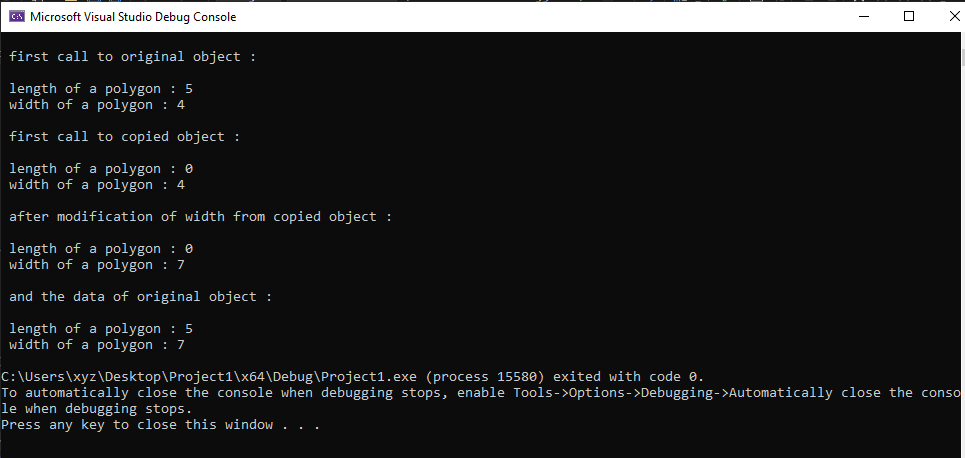 Microsoft Visual Studio Debug Console
first call to original object :
length of a polygon : 5
width of a polygon : 4
first call to copied object :
length of a polygon : 0
width of a polygon : 4
after modification of width from copied object :
length of a polygon : 0
width of a polygon : 7
and the data of original object :
length of a polygon : 5
width of a polygon : 7
C:\Users\xyz\Desktop\Project1\x64\Debug\Project1.exe (process 15580) exited with code 0.
To automatically close the console when debugging stops, enable Tools->Options->Debugging->Automatically close the conso
le when debugging stops.
Press any key to close this window . . .